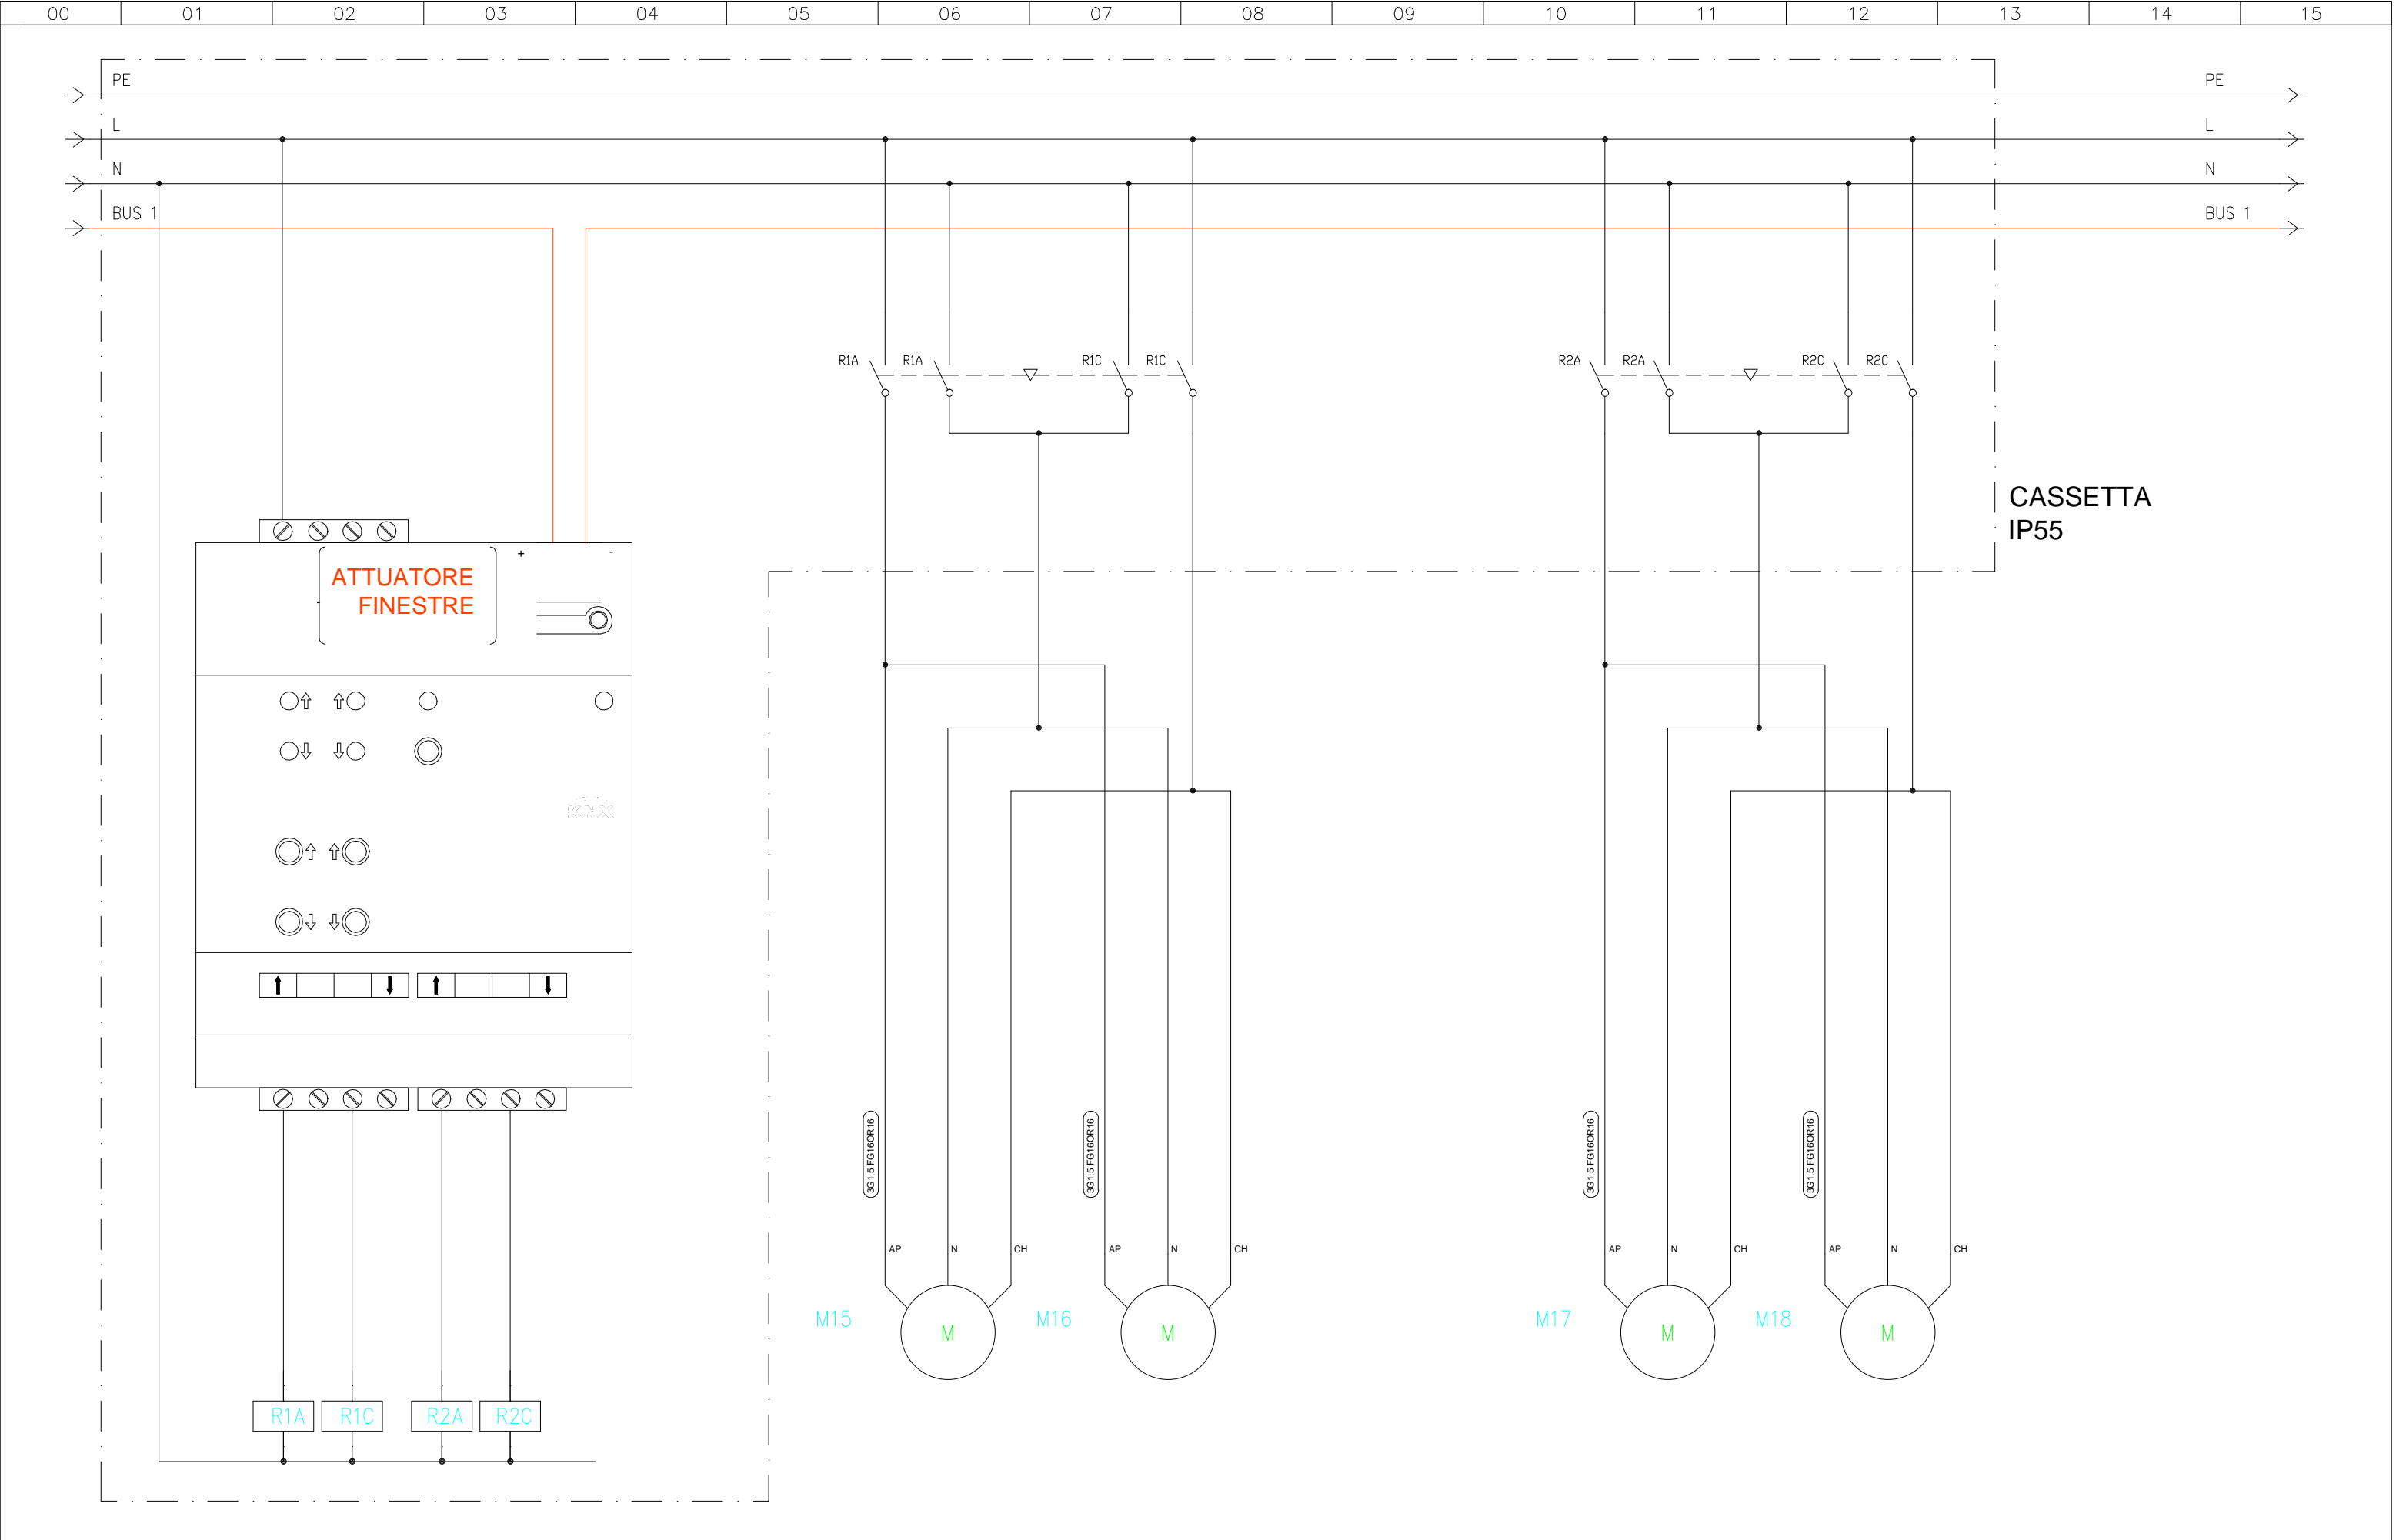 00 01 02 03 04 05 06 07 08 09 10 11 12 13 14 15
PE PE
L L
N N
BUS 1 BUS 1
R1A R1A R1C R1C R2A R2A R2C R2C
CASSETTA
IP55
+ -
ATTUATORE
FINESTRE
KNX
3G1,5 FG16OR16 3G1,5 FG16OR16 3G1,5 FG16OR16 3G1,5 FG16OR16
AP N CH AP N CH AP N CH AP N CH
M15 M16 M17 M18
M M M M
R1A R1C R2A R2C